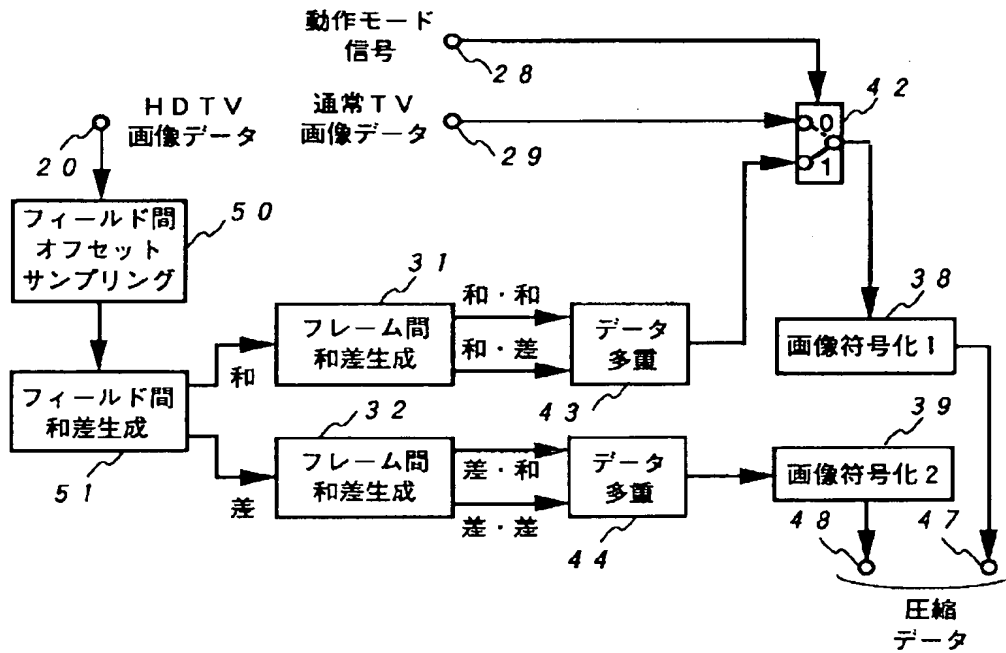 動作モード
信号
28
HDTV
画像データ
20
通常TV
画像データ
29
42
0
1
フィールド間
オフセット
サンプリング
50
フィールド間
和差生成
51
和
差
フレーム間
和差生成
31
和・和
和・差
データ
多重
43
フレーム間
和差生成
32
差・和
差・差
データ
多重
44
画像符号化1
38
画像符号化2
39
48
47
圧縮
データ